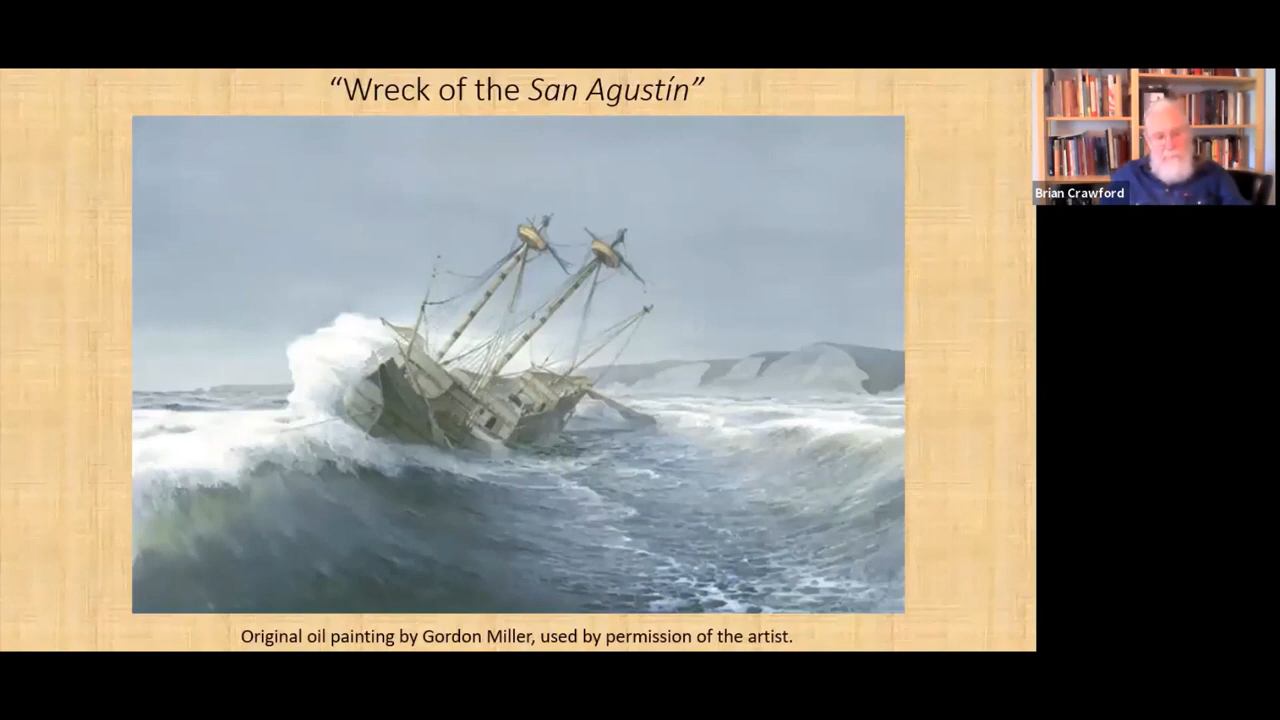 “Wreck of the San Agustín”
Brian Crawford
Original oil painting by Gordon Miller, used by permission of the artist.